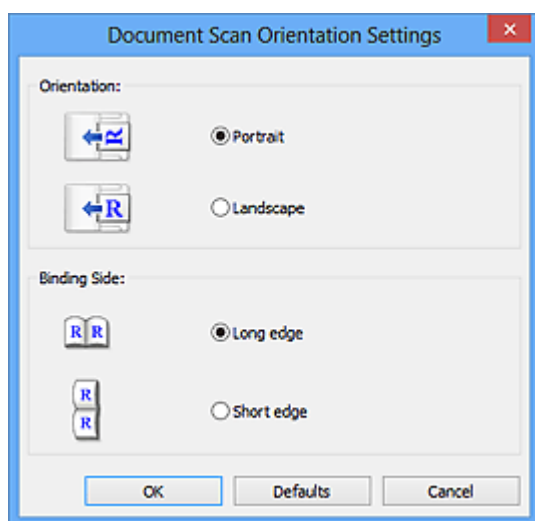 Document Scan Orientation Settings
Orientation:
R
Portrait
R
Landscape
Binding Side:
R R
Long edge
R
R
Short edge
OK Defaults Cancel